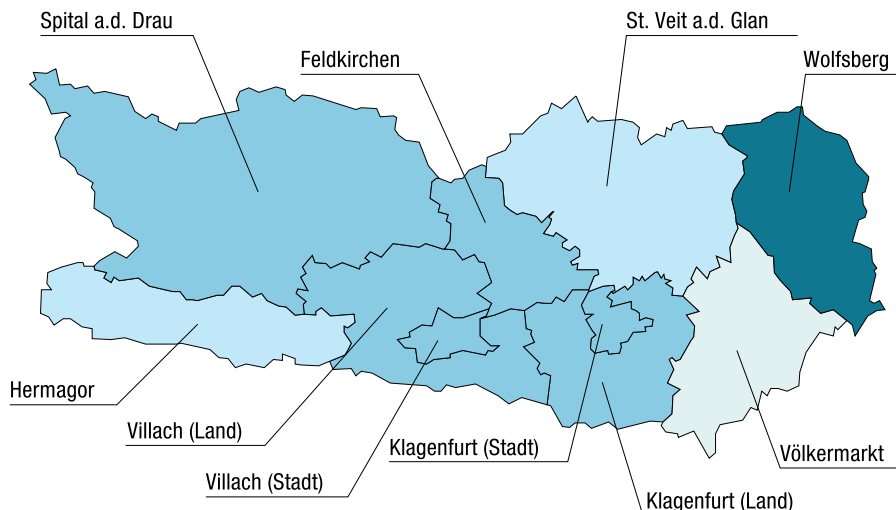 Spital a.d. Drau
St. Veit a.d. Glan
Feldkirchen
Wolfsberg
Hermagor
Villach (Land)
Klagenfurt (Stadt)
Völkermarkt
Villach (Stadt)
Klagenfurt (Land)